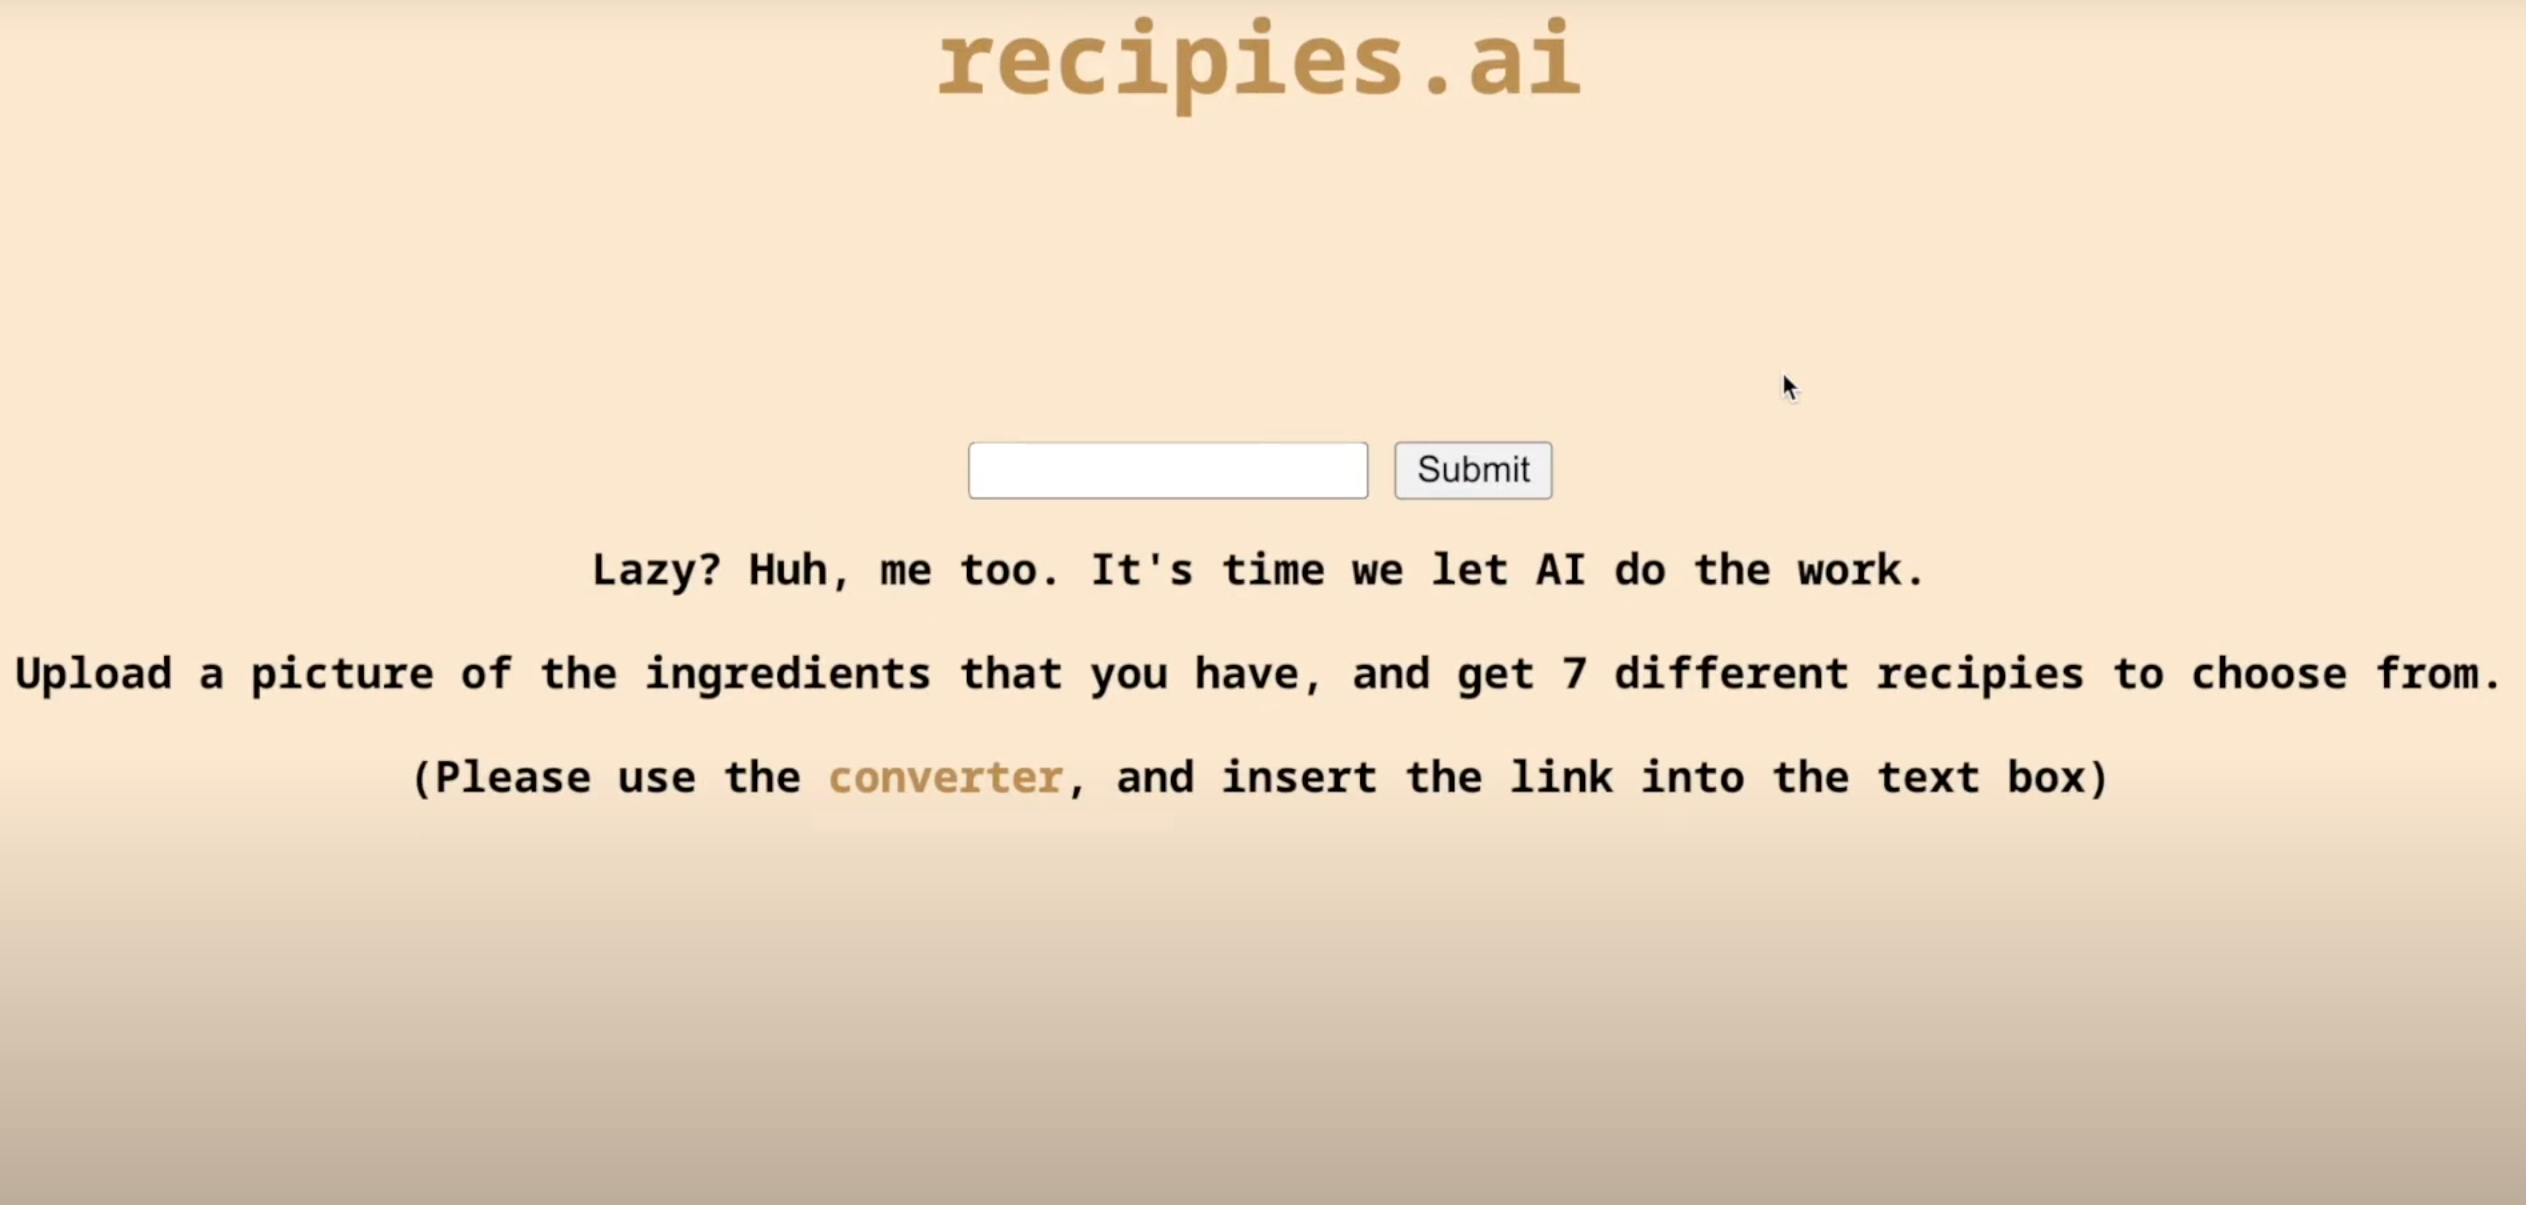 recipies.ai
Submit
Lazy? Huh, me too. It's time we let AI do the work.
Upload a picture of the ingredients that you have, and get 7 different recipies to choose from.
(Please use the converter, and insert the link into the text box)